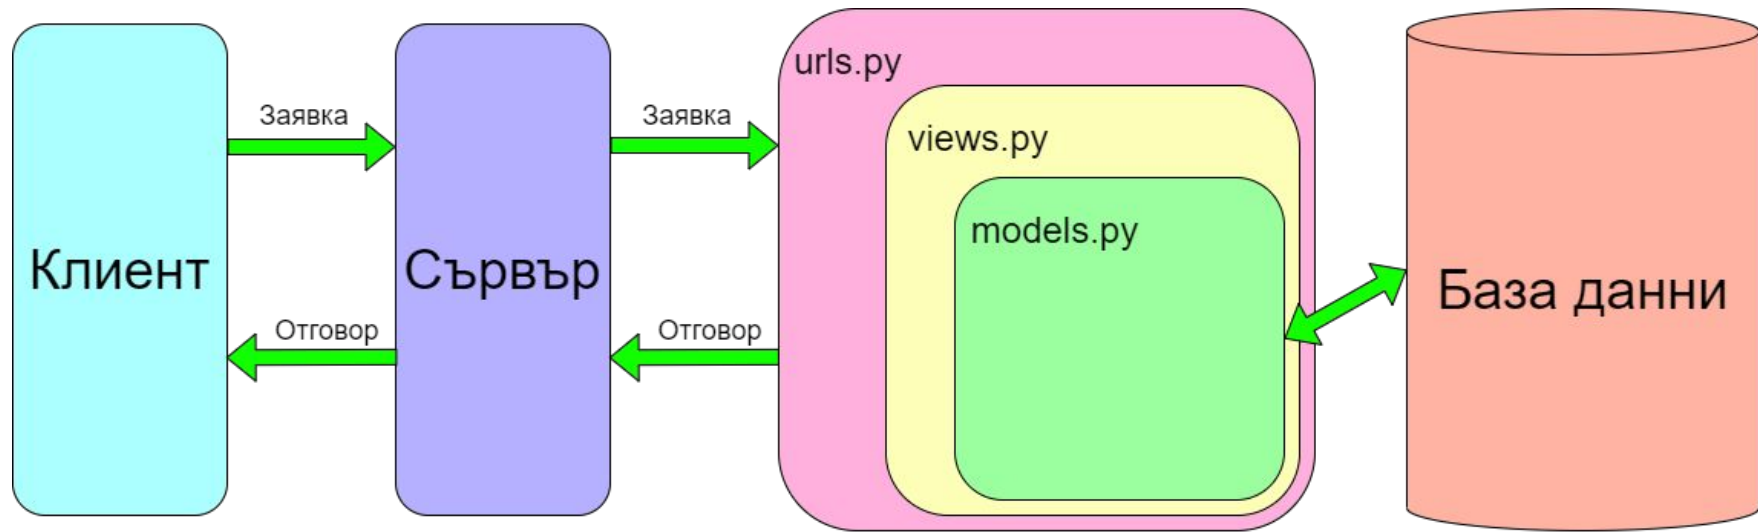 Клиент
Заявка
Отговор
Сървър
Заявка
Отговор
urls.py
views.py
models.py
База данни